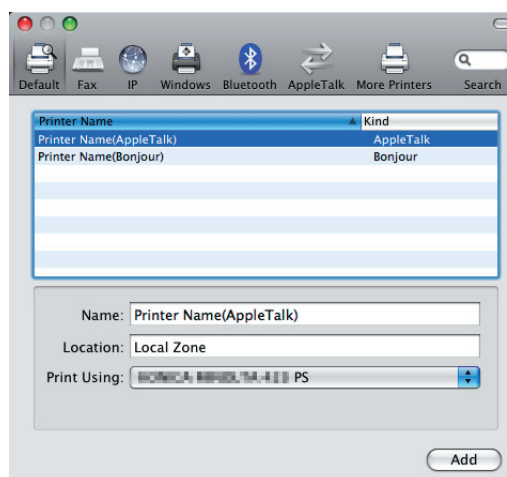 Default Fax IP Windows Bluetooth AppleTalk More Printers Search
Printer Name Kind
Printer Name(AppleTalk) AppleTalk
Printer Name(Bonjour) Bonjour
Name: Printer Name(AppleTalk)
Location: Local Zone
Print Using: PS
Add